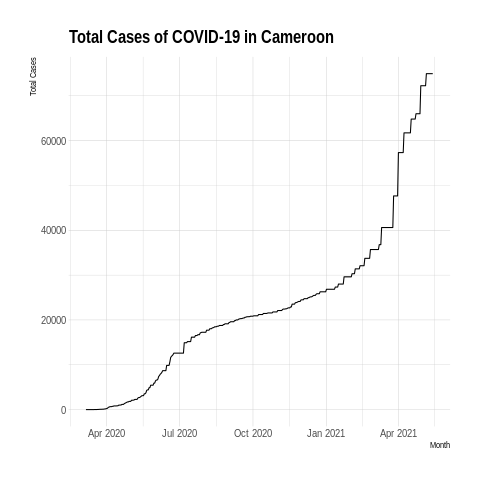 Total Cases of COVID-19 in Cameroon
Total Cases
60000
40000
20000
0
Apr 2020 Jul 2020 Oct 2020 Jan 2021 Apr 2021
Month